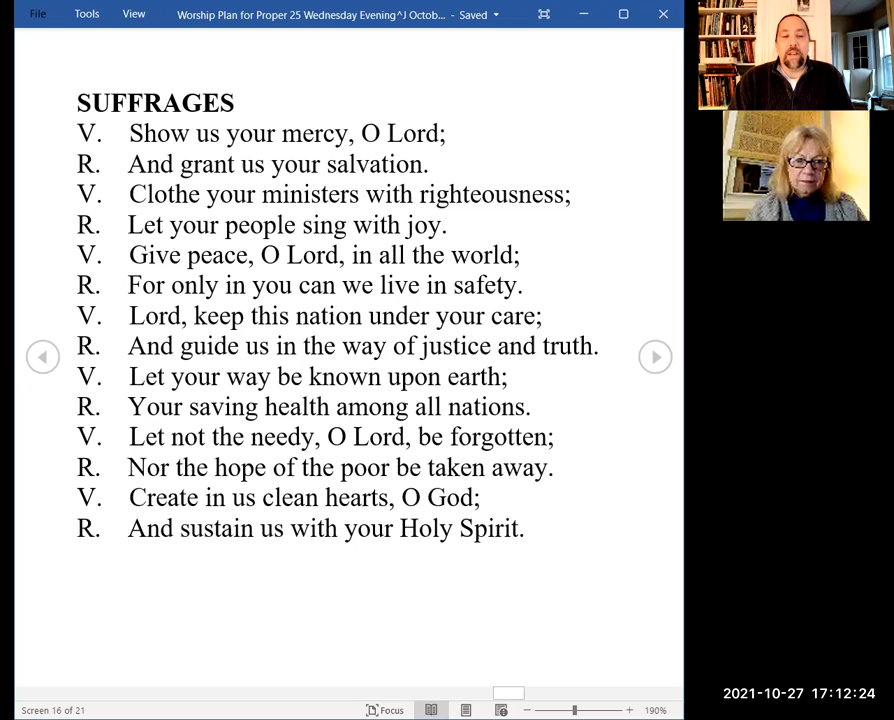 File Tools View Worship Plan for Proper 25 Wednesday Evening^J Octob... - Saved
SUFFRAGES
V. Show us your mercy, O Lord;
R. And grant us your salvation.
V. Clothe your ministers with righteousness;
R. Let your people sing with joy.
V. Give peace, O Lord, in all the world;
R. For only in you can we live in safety.
V. Lord, keep this nation under your care;
R. And guide us in the way of justice and truth.
V. Let your way be known upon earth;
R. Your saving health among all nations.
V. Let not the needy, O Lord, be forgotten;
R. Nor the hope of the poor be taken away.
V. Create in us clean hearts, O God;
R. And sustain us with your Holy Spirit.
2021-10-27 17:12:24
Screen 16 of 21 Focus 190%